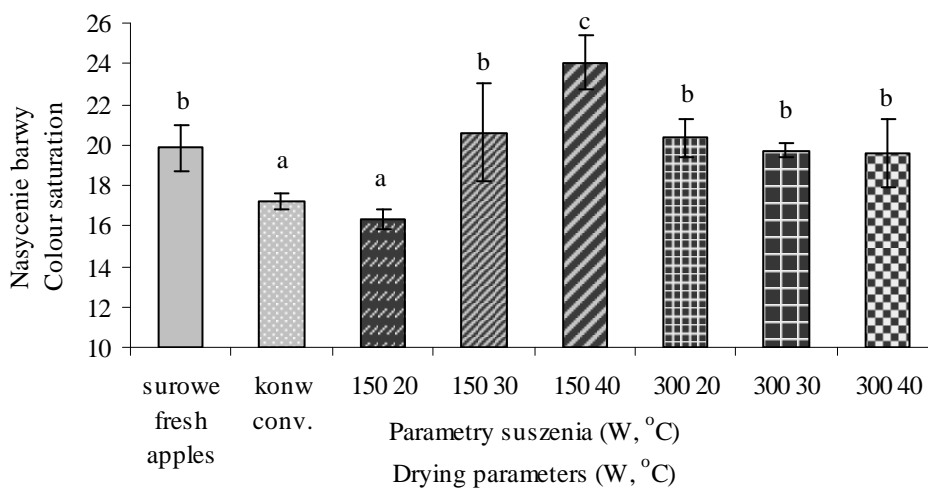 Nasycenie barwy
Colour saturation
26
24
22
20
18
16
14
12
10
b
a
a
b
c
b
b
b
surowe
fresh
apples
konw
conv.
150 20
150 30
150 40
300 20
300 30
300 40
Parametry suszenia (W, °C)
Drying parameters (W, °C)